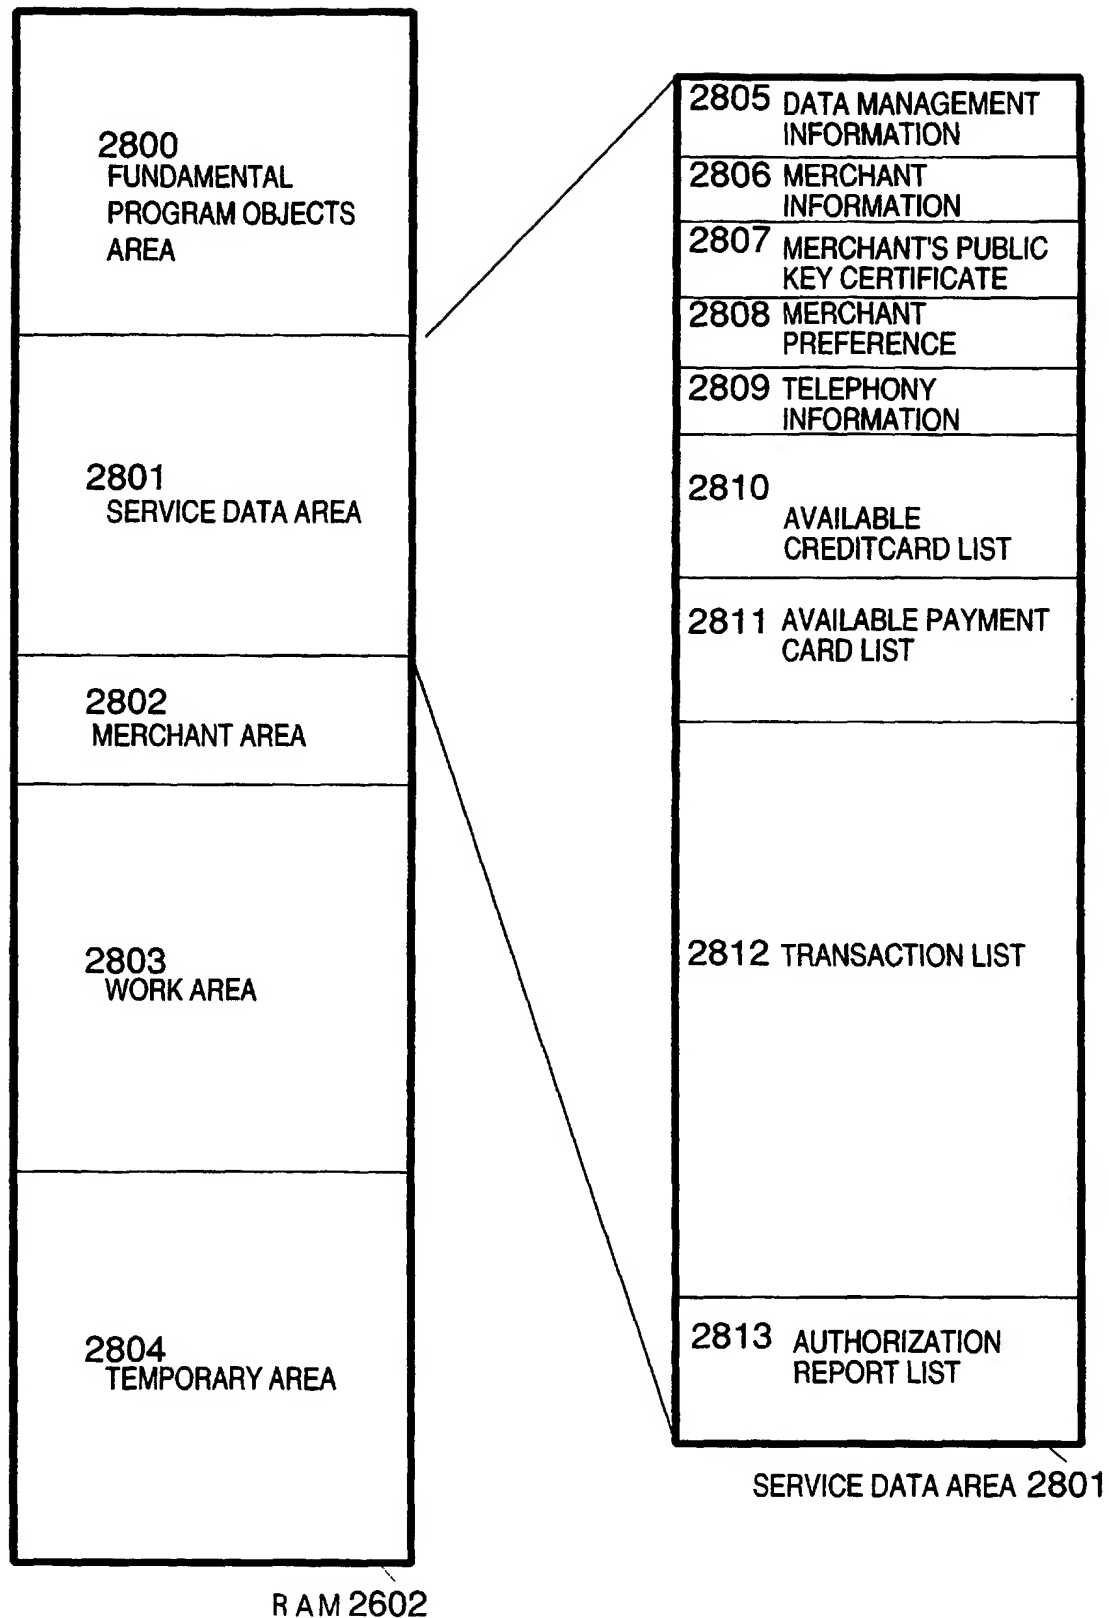 2800
FUNDAMENTAL
PROGRAM OBJECTS
AREA
2801
SERVICE DATA AREA
2802
MERCHANT AREA
2803
WORK AREA
2804
TEMPORARY AREA
RAM 2602
2805 DATA MANAGEMENT
INFORMATION
2806 MERCHANT
INFORMATION
2807 MERCHANT'S PUBLIC
KEY CERTIFICATE
2808 MERCHANT
PREFERENCE
2809 TELEPHONY
INFORMATION
2810
AVAILABLE
CREDITCARD LIST
2811 AVAILABLE PAYMENT
CARD LIST
2812 TRANSACTION LIST
2813 AUTHORIZATION
REPORT LIST
SERVICE DATA AREA 2801